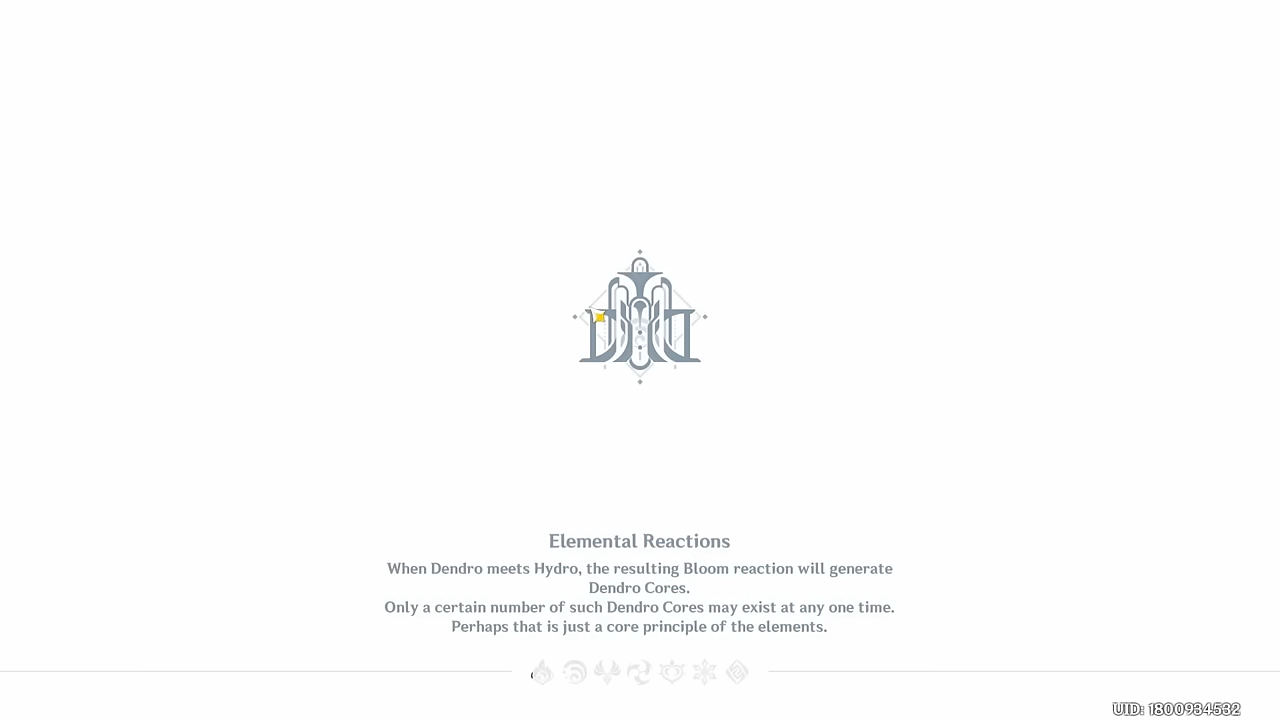 Elemental Reactions
When Dendro meets Hydro, the resulting Bloom reaction will generate
Dendro Cores.
Only a certain number of such Dendro Cores may exist at any one time.
Perhaps that is just a core principle of the elements.
UID: 1800934532